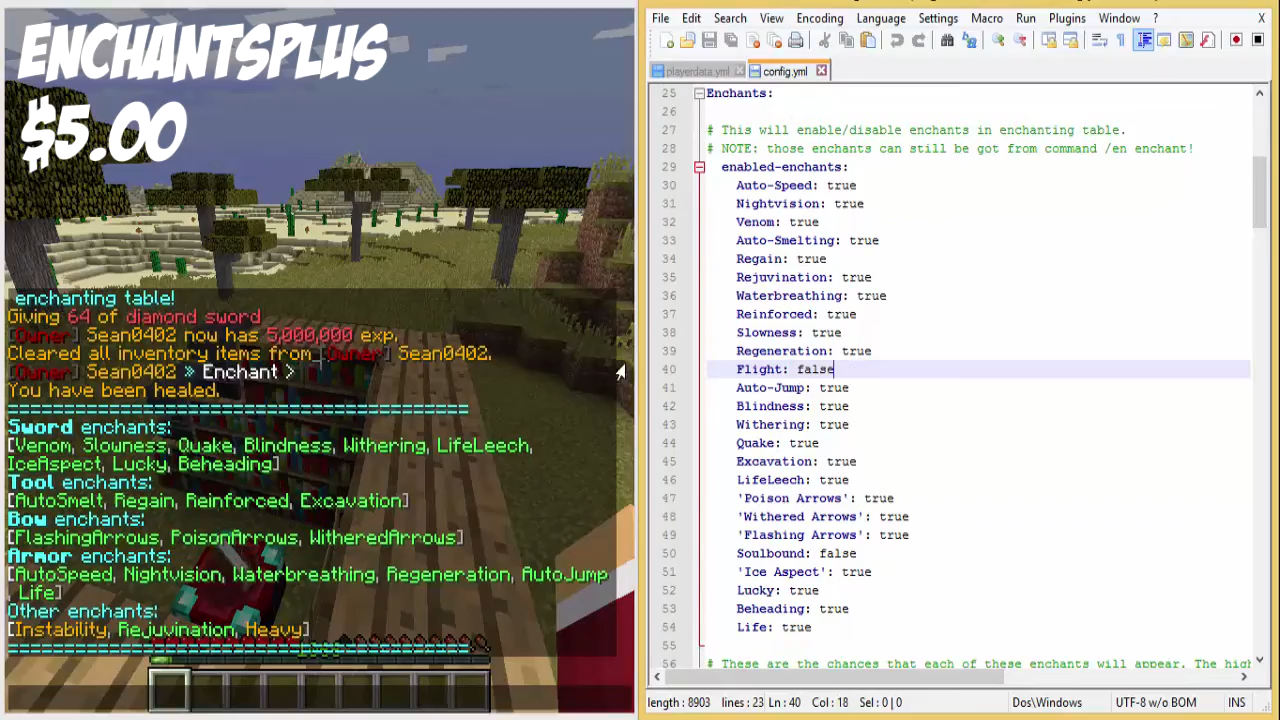 ENCHANTSPLUS
$5.00
enchanting table!
Giving 64 of diamond sword
[Owner] Sean0402 now has 5,000,000 exp.
Cleared all inventory items from [Owner] Sean0402.
[Owner] Sean0402 » Enchant >
You have been healed.
==================================================
Sword enchants:
[Venom, Slowness, Quake, Blindness, Withering, LifeLeech,
IceAspect, Lucky, Beheading]
Tool enchants:
[AutoSmelt, Regain, Reinforced, Excavation]
Bow enchants:
[FlashingArrows, PoisonArrows, WitheredArrows]
Armor enchants:
[AutoSpeed, Nightvision, Waterbreathing, Regeneration, AutoJump
, Life]
Other enchants:
[Instability, Rejuvination, Heavy]
==================================================
File Edit Search View Encoding Language Settings Macro Run Plugins Window ? X
playerdata.yml config.yml
25 Enchants:
26
27 # This will enable/disable enchants in enchanting table.
28 # NOTE: those enchants can still be got from command /en enchant!
29 enabled-enchants:
30 Auto-Speed: true
31 Nightvision: true
32 Venom: true
33 Auto-Smelting: true
34 Regain: true
35 Rejuvination: true
36 Waterbreathing: true
37 Reinforced: true
38 Slowness: true
39 Regeneration: true
40 Flight: false
41 Auto-Jump: true
42 Blindness: true
43 Withering: true
44 Quake: true
45 Excavation: true
46 LifeLeech: true
47 'Poison Arrows': true
48 'Withered Arrows': true
49 'Flashing Arrows': true
50 Soulbound: false
51 'Ice Aspect': true
52 Lucky: true
53 Beheading: true
54 Life: true
55
56 # These are the chances that each of these enchants will appear. The hig
length : 8903 lines : 23 Ln : 40 Col : 18 Sel : 0 | 0 Dos\Windows UTF-8 w/o BOM INS